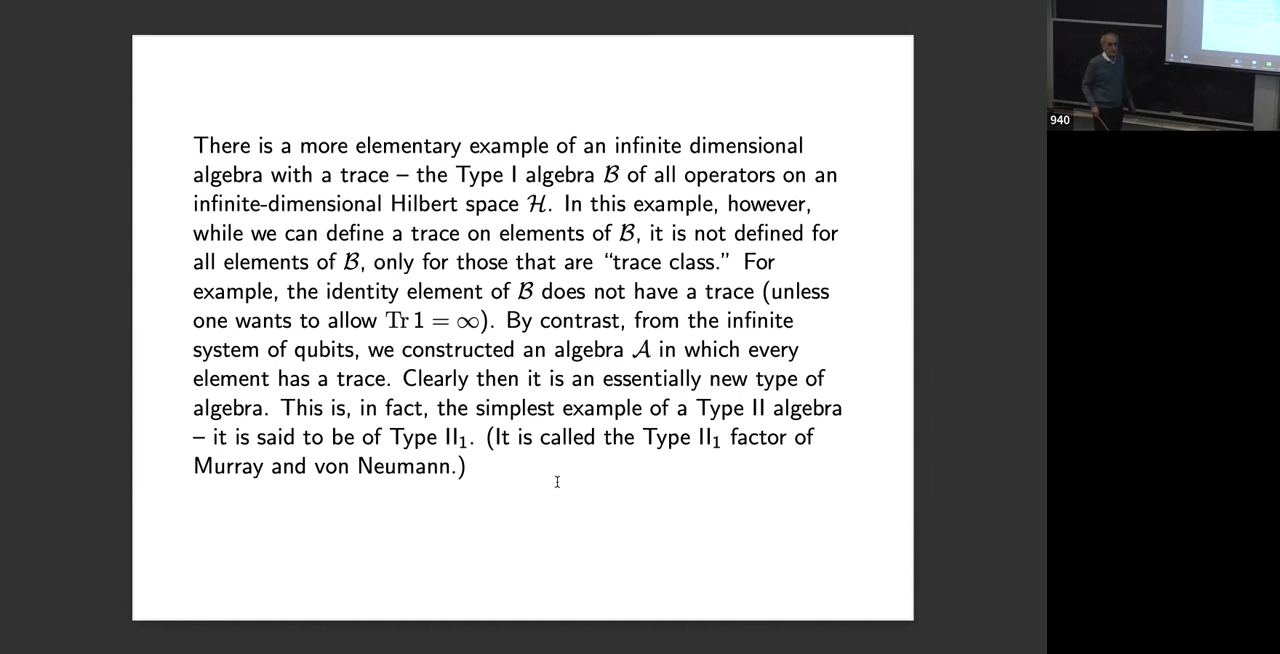 There is a more elementary example of an infinite dimensional
algebra with a trace – the Type I algebra ℬ of all operators on an
infinite-dimensional Hilbert space ℋ. In this example, however,
while we can define a trace on elements of ℬ, it is not defined for
all elements of ℬ, only for those that are “trace class.” For
example, the identity element of ℬ does not have a trace (unless
one wants to allow Tr 1 = ∞). By contrast, from the infinite
system of qubits, we constructed an algebra 𝒜 in which every
element has a trace. Clearly then it is an essentially new type of
algebra. This is, in fact, the simplest example of a Type II algebra
– it is said to be of Type II₁. (It is called the Type II₁ factor of
Murray and von Neumann.)
940